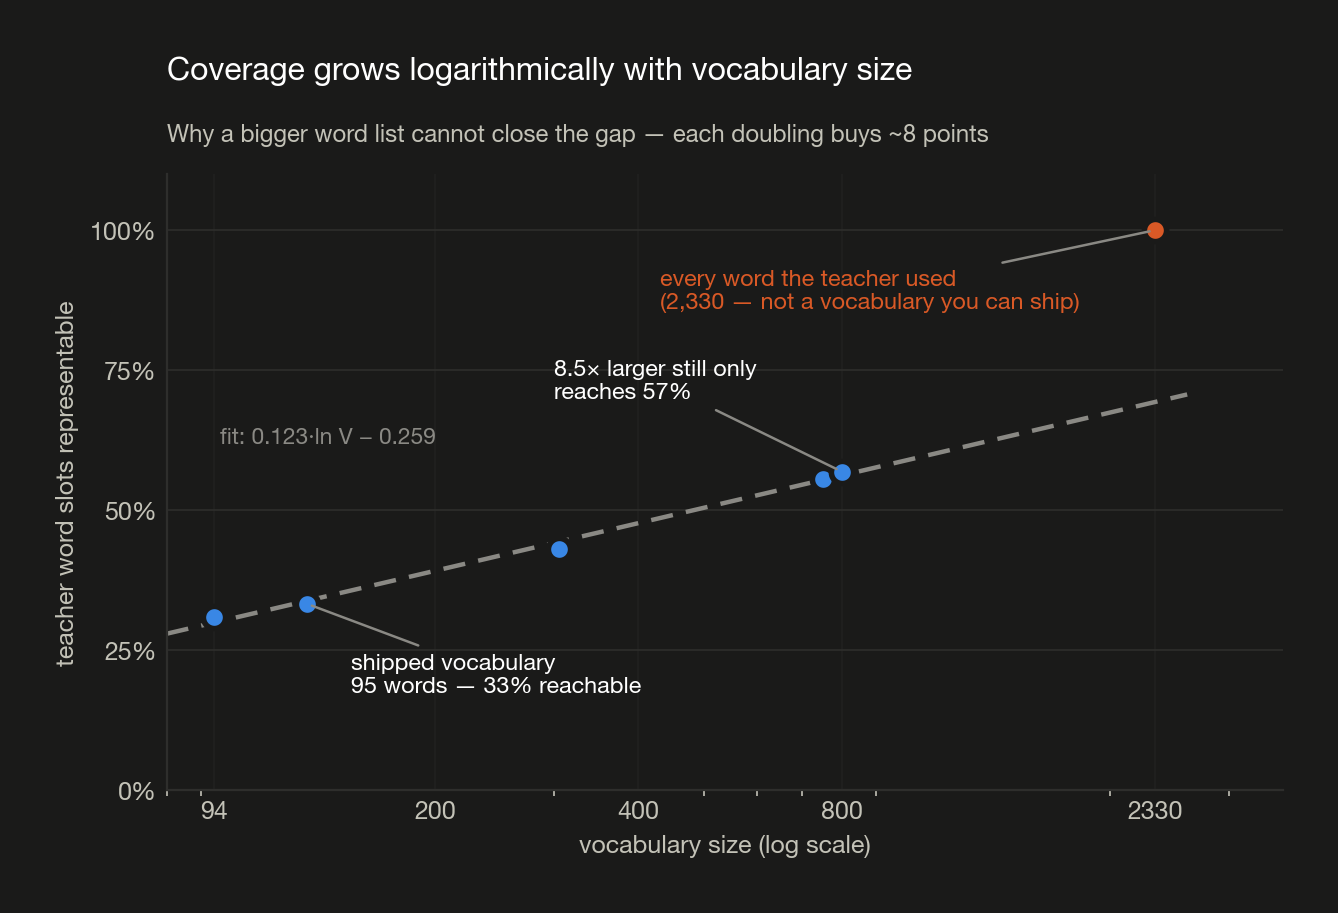 Coverage grows logarithmically with vocabulary size
Why a bigger word list cannot close the gap — each doubling buys ~8 points
100%
every word the teacher used
(2,330 — not a vocabulary you can ship)
75%
8.5× larger still only
reaches 57%
fit: 0.123·ln V − 0.259
50%
25%
shipped vocabulary
95 words — 33% reachable
0%
teacher word slots representable
94
200
400
800
2330
vocabulary size (log scale)